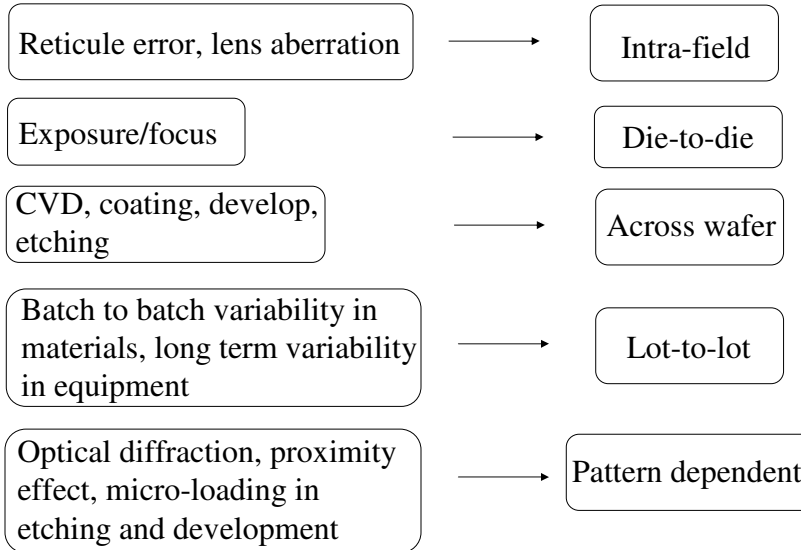 Reticule error, lens aberration
Intra-field
Exposure/focus
Die-to-die
CVD, coating, develop,
etching
Across wafer
Batch to batch variability in
materials, long term variability
in equipment
Lot-to-lot
Optical diffraction, proximity
effect, micro-loading in
etching and development
Pattern dependent